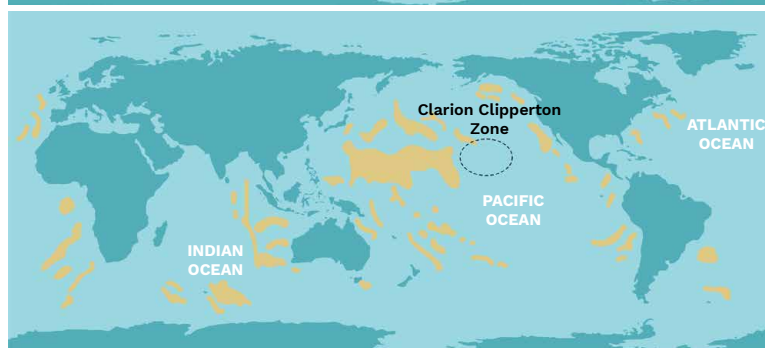 Clarion Clipperton
Zone
ATLANTIC
OCEAN
PACIFIC
OCEAN
INDIAN
OCEAN